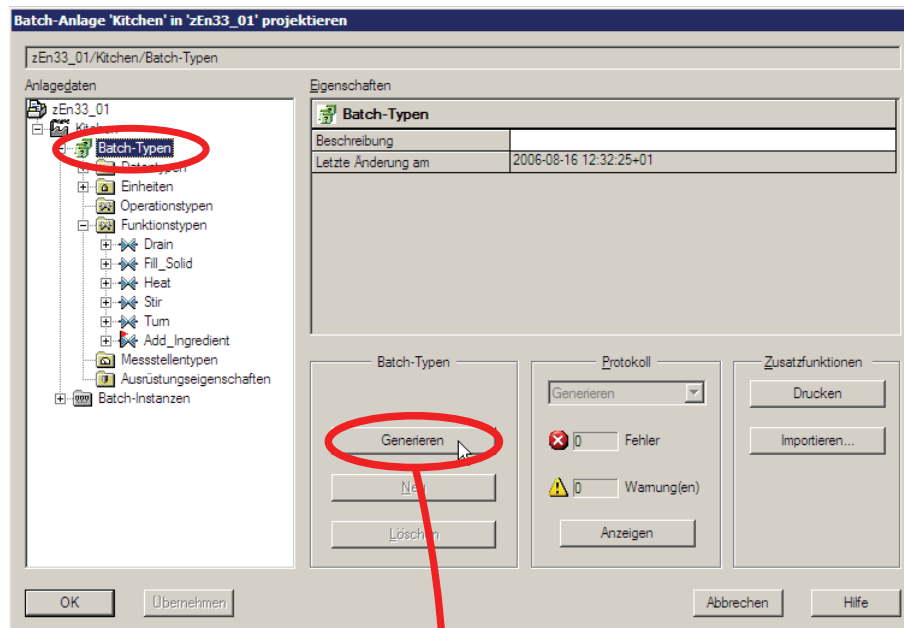 Batch-Anlage 'Kitchen' in 'zEn33_01' projektieren
zEn33_01/Kitchen/Batch-Typen
Anlagedaten
zEn33_01
Kitchen
Batch-Typen
Datentypen
Einheiten
Operationstypen
Funktionstypen
Drain
Fill_Solid
Heat
Stir
Turn
Add_Ingredient
Messstellentypen
Ausrüstungseigenschaften
Batch-Instanzen
Eigenschaften
Batch-Typen
Beschreibung
Letzte Änderung am 2006-08-16 12:32:25+01
Batch-Typen
Generieren
Neu
Löschen
Protokoll
Generieren
0 Fehler
0 Warnung(en)
Anzeigen
Zusatzfunktionen
Drucken
Importieren...
OK
Übernehmen
Abbrechen
Hilfe